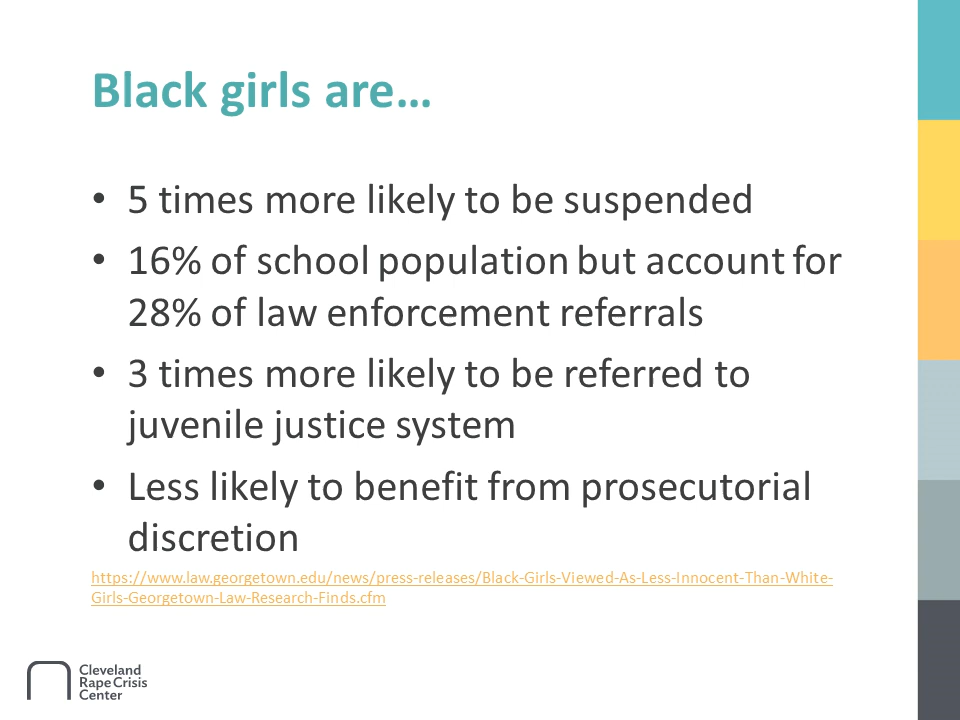 Black girls are…
• 5 times more likely to be suspended
• 16% of school population but account for
28% of law enforcement referrals
• 3 times more likely to be referred to
juvenile justice system
• Less likely to benefit from prosecutorial
discretion
https://www.law.georgetown.edu/news/press-releases/Black-Girls-Viewed-As-Less-Innocent-Than-White-
Girls-Georgetown-Law-Research-Finds.cfm
Cleveland
Rape Crisis
Center